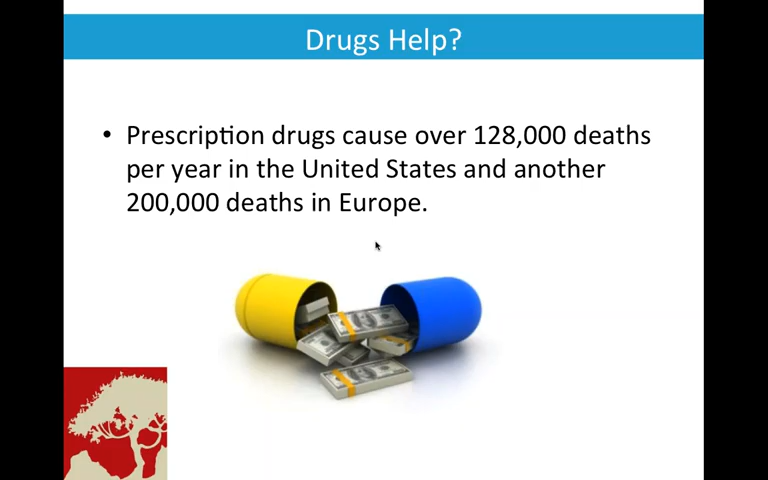 Drugs Help?
• Prescription drugs cause over 128,000 deaths
per year in the United States and another
200,000 deaths in Europe.